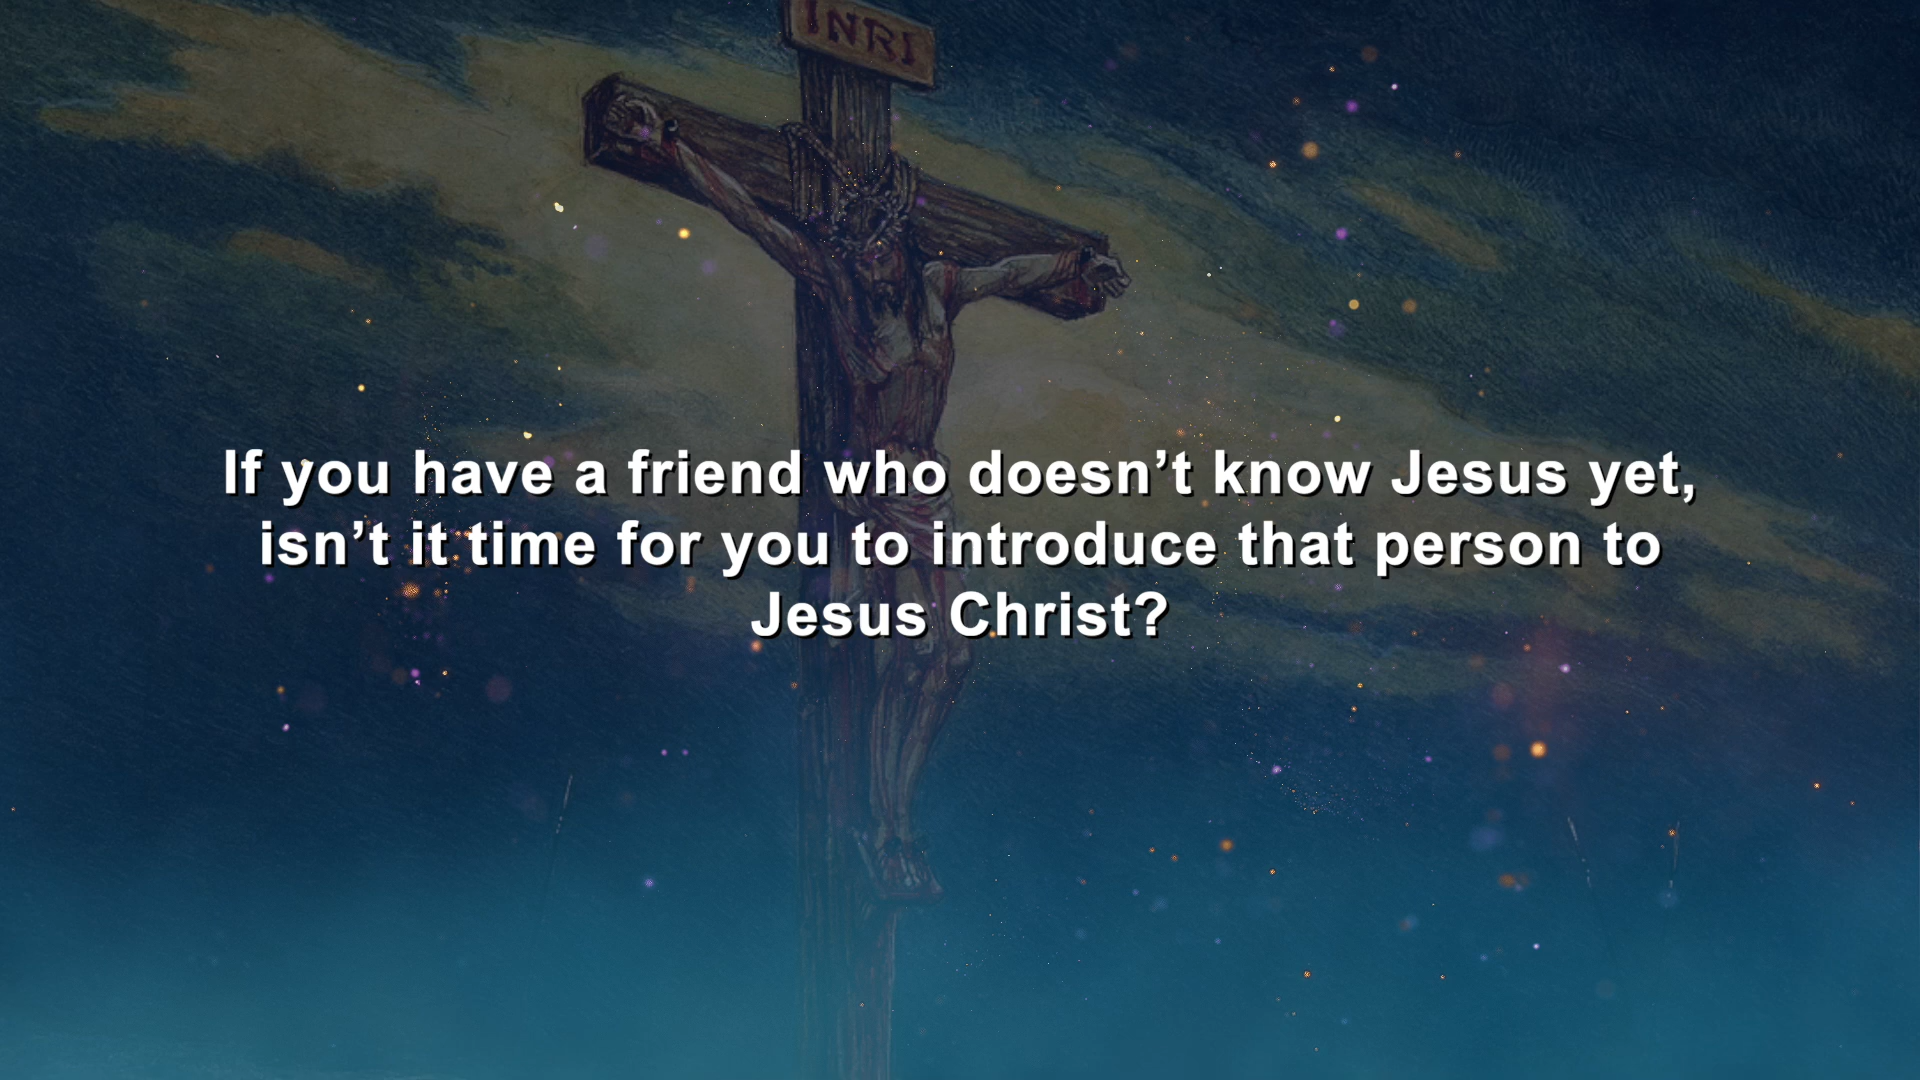 INRI
If you have a friend who doesn’t know Jesus yet,
isn’t it time for you to introduce that person to
Jesus Christ?